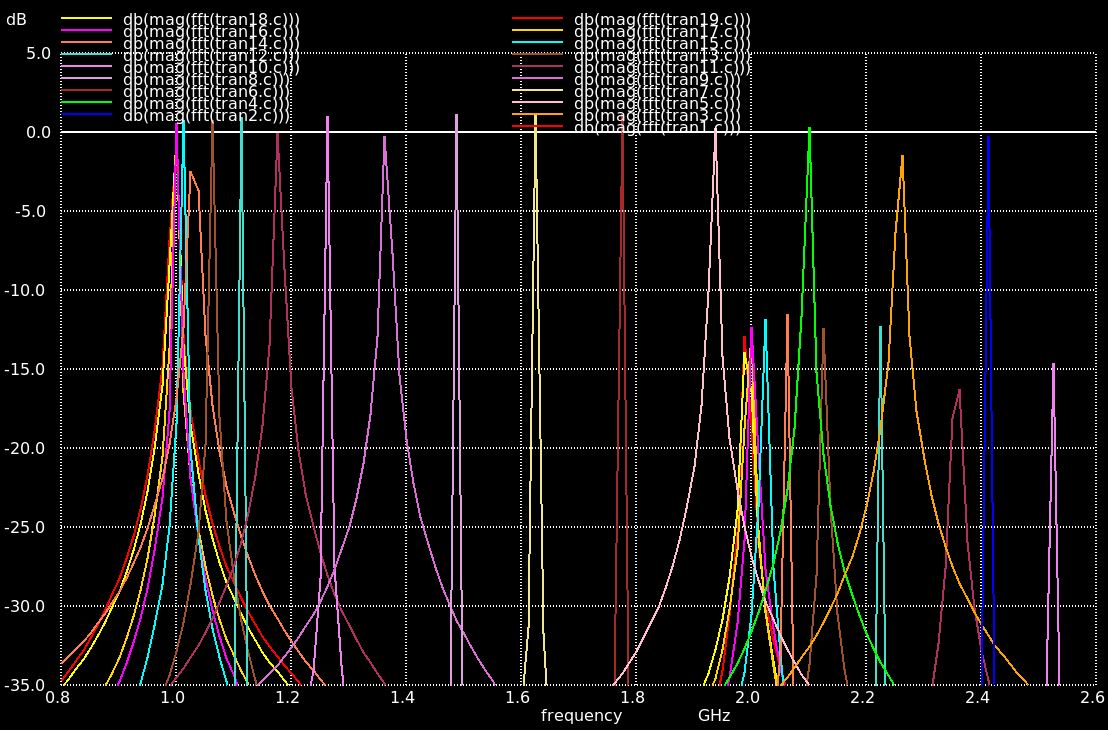 dB
db(mag(fft(tran18.c)))
db(mag(fft(tran16.c)))
db(mag(fft(tran14.c)))
db(mag(fft(tran12.c)))
db(mag(fft(tran10.c)))
db(mag(fft(tran8.c)))
db(mag(fft(tran6.c)))
db(mag(fft(tran4.c)))
db(mag(fft(tran2.c)))
db(mag(fft(tran19.c)))
db(mag(fft(tran17.c)))
db(mag(fft(tran15.c)))
db(mag(fft(tran13.c)))
db(mag(fft(tran11.c)))
db(mag(fft(tran9.c)))
db(mag(fft(tran7.c)))
db(mag(fft(tran5.c)))
db(mag(fft(tran3.c)))
db(mag(fft(tran1.c)))
5.0
0.0
-5.0
-10.0
-15.0
-20.0
-25.0
-30.0
-35.0
0.8 1.0 1.2 1.4 1.6 1.8 2.0 2.2 2.4 2.6
frequency GHz